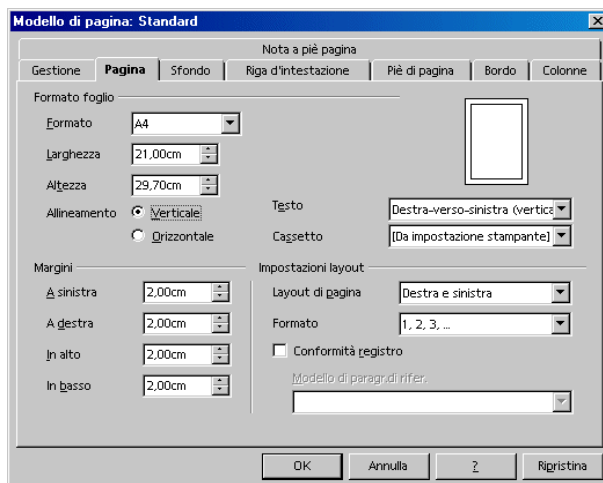 Modello di pagina: Standard
Nota a piè pagina
Gestione Pagina Sfondo Riga d'intestazione Piè di pagina Bordo Colonne
Formato foglio
Formato A4
Larghezza 21,00cm
Altezza 29,70cm
Allineamento Verticale
Orizzontale
Testo Destra-verso-sinistra (vertica
Cassetto [Da impostazione stampante]
Margini
A sinistra 2,00cm
A destra 2,00cm
In alto 2,00cm
In basso 2,00cm
Impostazioni layout
Layout di pagina Destra e sinistra
Formato 1, 2, 3, ...
Conformità registro
Modello di paragr.di rifer.
OK Annulla ? Ripristina